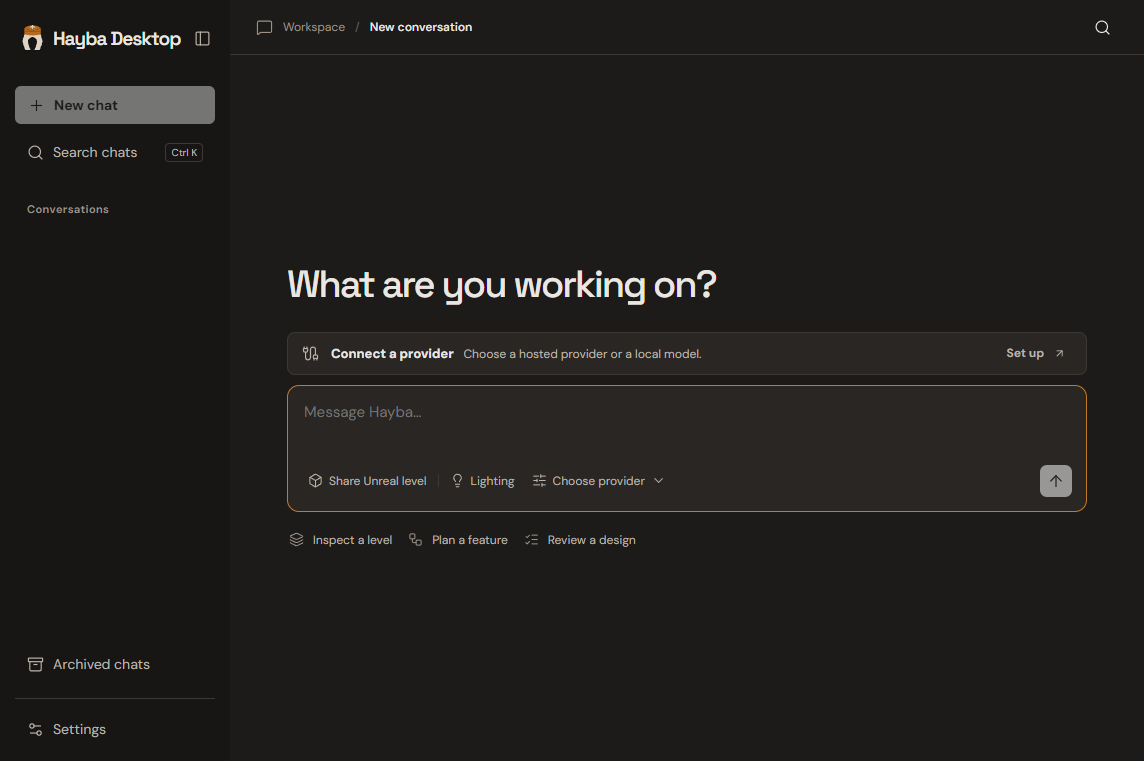 Hayba Desktop
Workspace / New conversation
New chat
Search chats Ctrl K
Conversations
What are you working on?
Connect a provider Choose a hosted provider or a local model. Set up
Message Hayba...
Share Unreal level Lighting Choose provider
Inspect a level Plan a feature Review a design
Archived chats
Settings